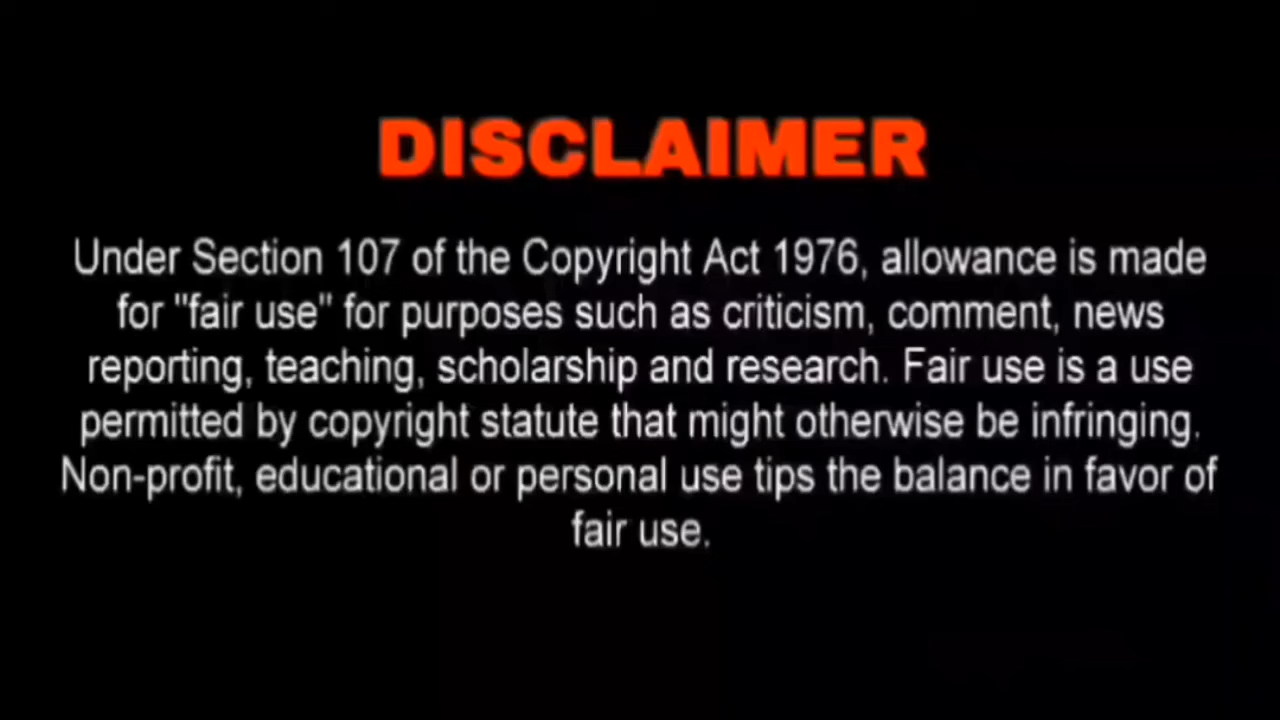 DISCLAIMER
Under Section 107 of the Copyright Act 1976, allowance is made
for "fair use" for purposes such as criticism, comment, news
reporting, teaching, scholarship and research. Fair use is a use
permitted by copyright statute that might otherwise be infringing.
Non-profit, educational or personal use tips the balance in favor of
fair use.